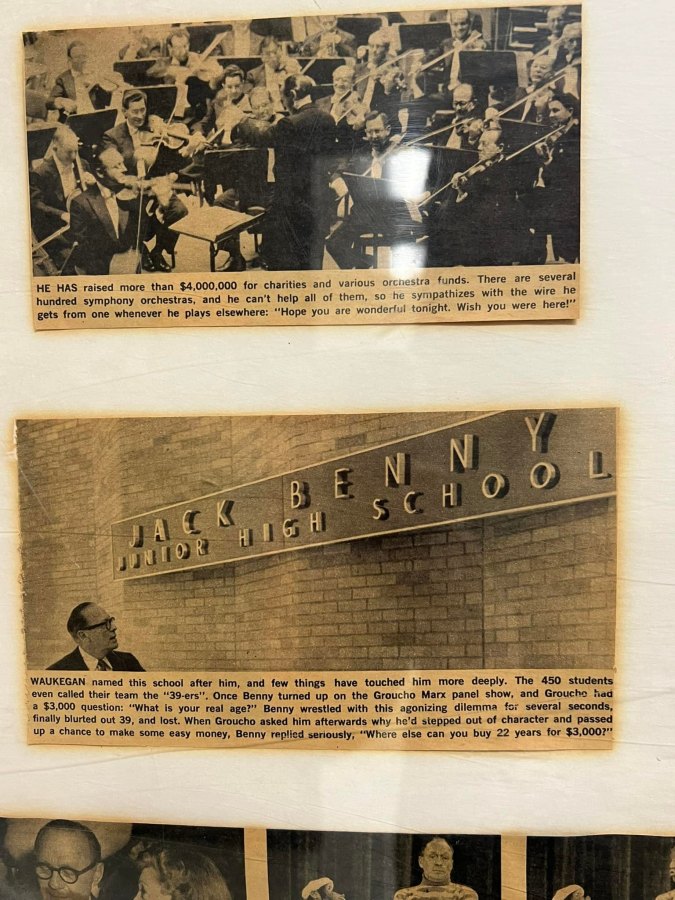 HE HAS raised more than $4,000,000 for charities and various orchestra funds. There are several
hundred symphony orchestras, and he can't help all of them, so he sympathizes with the wire he
gets from one whenever he plays elsewhere: "Hope you are wonderful tonight. Wish you were here!"
JACK BENNY
JUNIOR HIGH SCHOOL
WAUKEGAN named this school after him, and few things have touched him more deeply. The 450 students
even called their team the "39-ers". Once Benny turned up on the Groucho Marx panel show, and Groucho had
a $3,000 question: "What is your real age?" Benny wrestled with this agonizing dilemma for several seconds,
finally blurted out 39, and lost. When Groucho asked him afterwards why he'd stepped out of character and passed
up a chance to make some easy money, Benny replied seriously, "Where else can you buy 22 years for $3,000?"